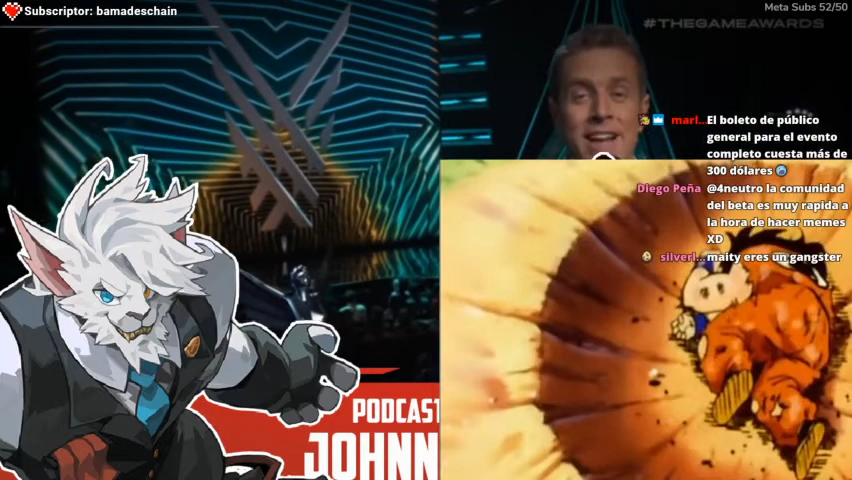 Subscriptor: bamadeschain
Meta Subs 52/50
#THEGAMEAWARDS
marl... El boleto de público
general para el evento
completo cuesta más de
300 dólares
Diego Peña @4neutro la comunidad
del beta es muy rapida a
la hora de hacer memes
XD
silverl... maity eres un gangster
PODCAST
JOHNN